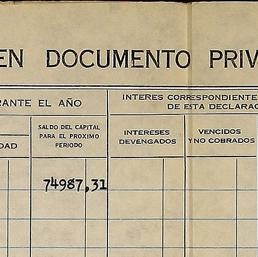 EN DOCUMENTO PRIV
RANTE EL AÑO
INTERES CORRESPONDIENTE
DE ESTA DECLARAC
DAD
SALDO DEL CAPITAL
PARA EL PROXIMO
PERIODO
INTERESES
DEVENGADOS
VENCIDOS
Y NO COBRADOS
74987,31